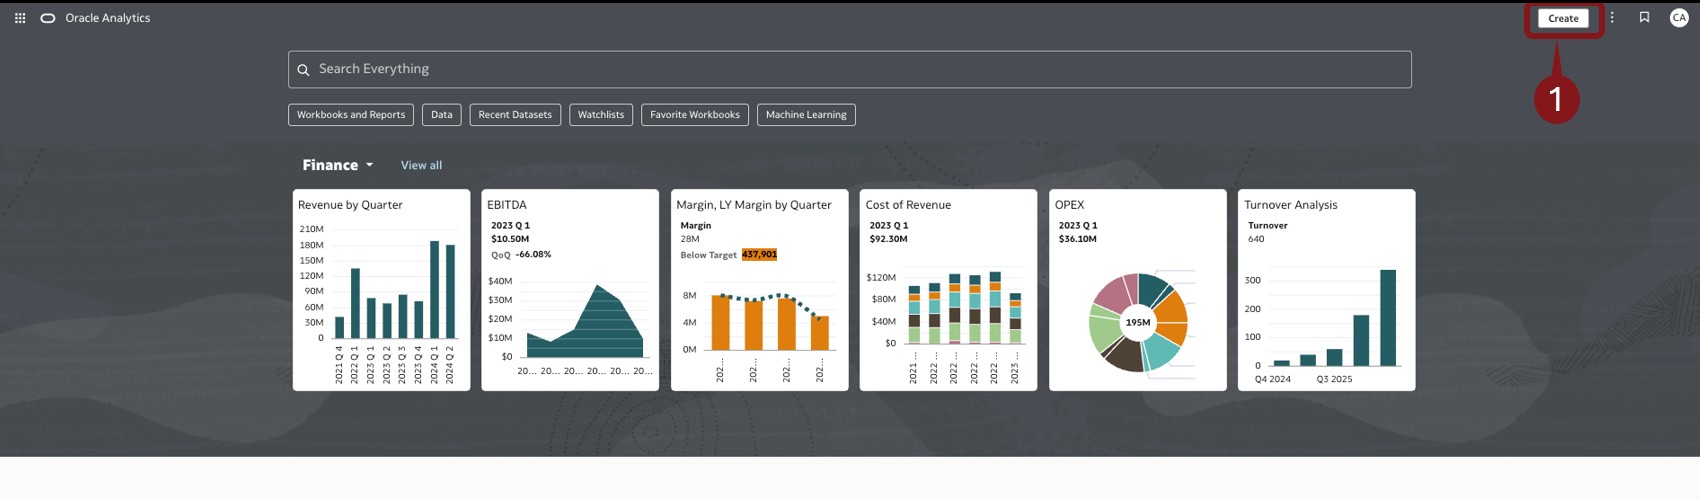 Oracle Analytics
Create
CA
1
Search Everything
Workbooks and Reports
Data
Recent Datasets
Watchlists
Favorite Workbooks
Machine Learning
Finance
View all
Revenue by Quarter
210M
180M
150M
120M
90M
60M
30M
0
2021 Q 4
2022 Q 1
2023 Q 1
2023 Q 2
2023 Q 3
2023 Q 4
2024 Q 1
2024 Q 2
EBITDA
2023 Q 1
$10.50M
QoQ -66.08%
$40M
$30M
$20M
$10M
$0
20... 20... 20... 20... 20... 20...
Margin, LY Margin by Quarter
Margin
28M
Below Target 437,901
8M
4M
0M
202...
202...
202...
202...
Cost of Revenue
2023 Q 1
$92.30M
$120M
$80M
$40M
$0
2021 ...
2022 ...
2022 ...
2022 ...
2022 ...
2023 ...
OPEX
2023 Q 1
$36.10M
195M
Turnover Analysis
Turnover
640
300
200
100
0
Q4 2024 Q3 2025